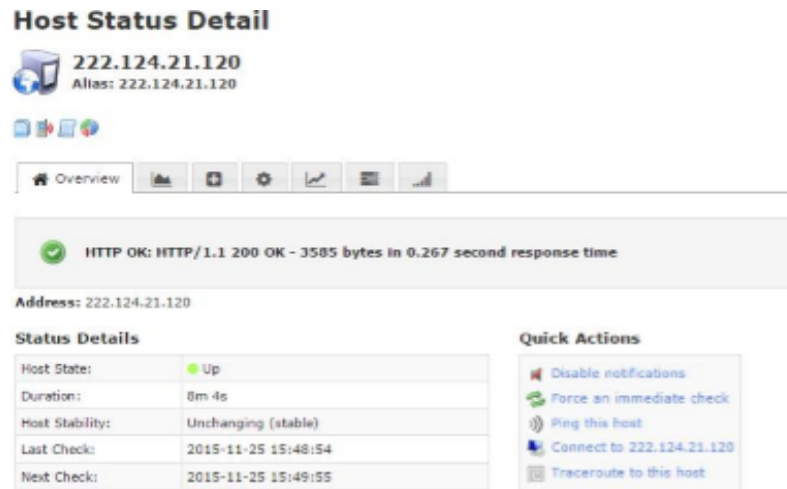 Host Status Detail
222.124.21.120
Alias: 222.124.21.120
Overview
HTTP OK: HTTP/1.1 200 OK - 3585 bytes in 0.267 second response time
Address: 222.124.21.120
Status Details
Host State: Up
Duration: 8m 4s
Host Stability: Unchanging (stable)
Last Check: 2015-11-25 15:48:54
Next Check: 2015-11-25 15:49:55
Quick Actions
Disable notifications
Force an immediate check
Ping this host
Connect to 222.124.21.120
Traceroute to this host